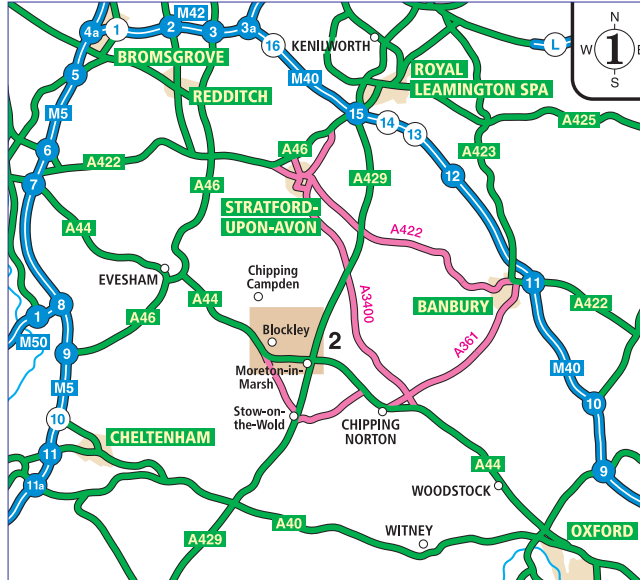 M42
4a
1
2
3
3a
16
KENILWORTH
L
N
W
1
E
S
BROMSGROVE
5
REDDITCH
M40
ROYAL
LEAMINGTON SPA
M5
15
14
13
A425
6
A422
A46
A423
7
A46
A429
12
STRATFORD-
UPON-AVON
A44
A422
EVESHAM
Chipping
Campden
A3400
BANBURY
11
A422
1
8
A46
A44
M50
Blockley
2
A361
9
Moreton-in-
Marsh
M40
M5
10
Stow-on-
the-Wold
CHIPPING
NORTON
10
CHELTENHAM
11
A44
9
11a
WOODSTOCK
A40
WITNEY
OXFORD
A429